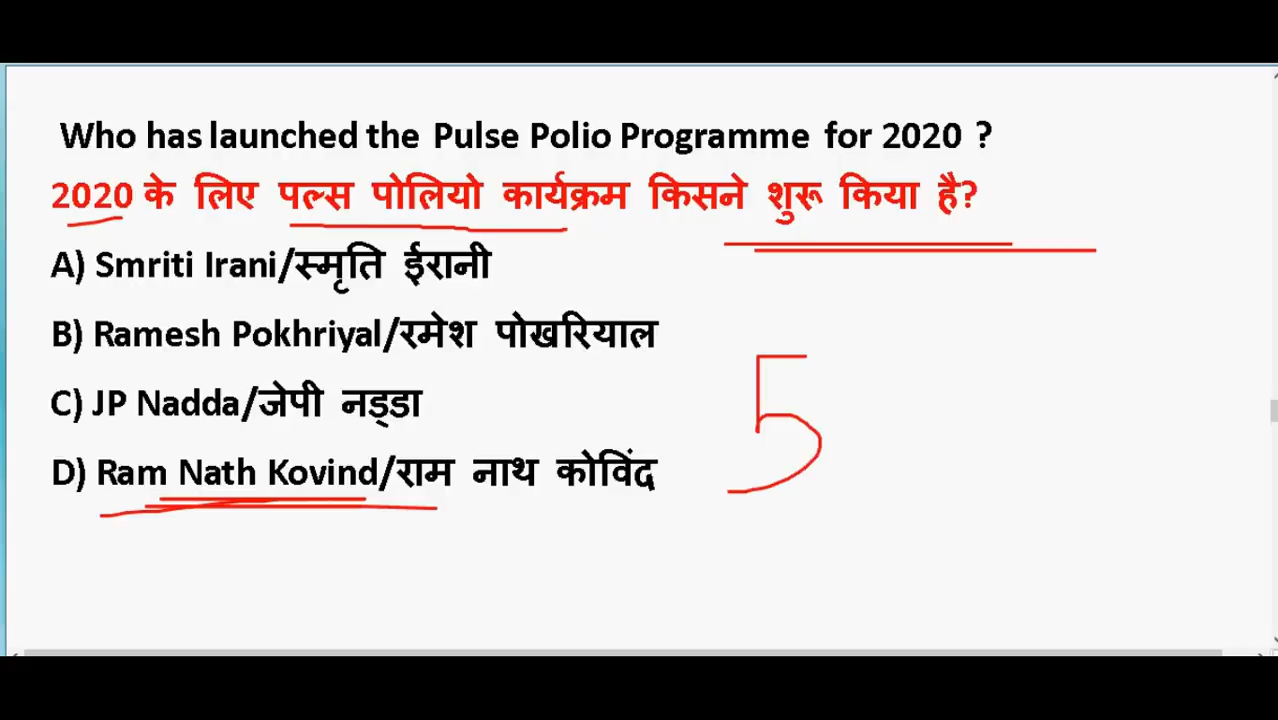 Who has launched the Pulse Polio Programme for 2020 ?
2020 के लिए पल्स पोलियो कार्यक्रम किसने शुरू किया है?
A) Smriti Irani/स्मृति ईरानी
B) Ramesh Pokhriyal/रमेश पोखरियाल
C) JP Nadda/जेपी नड्डा
D) Ram Nath Kovind/राम नाथ कोविंद
5